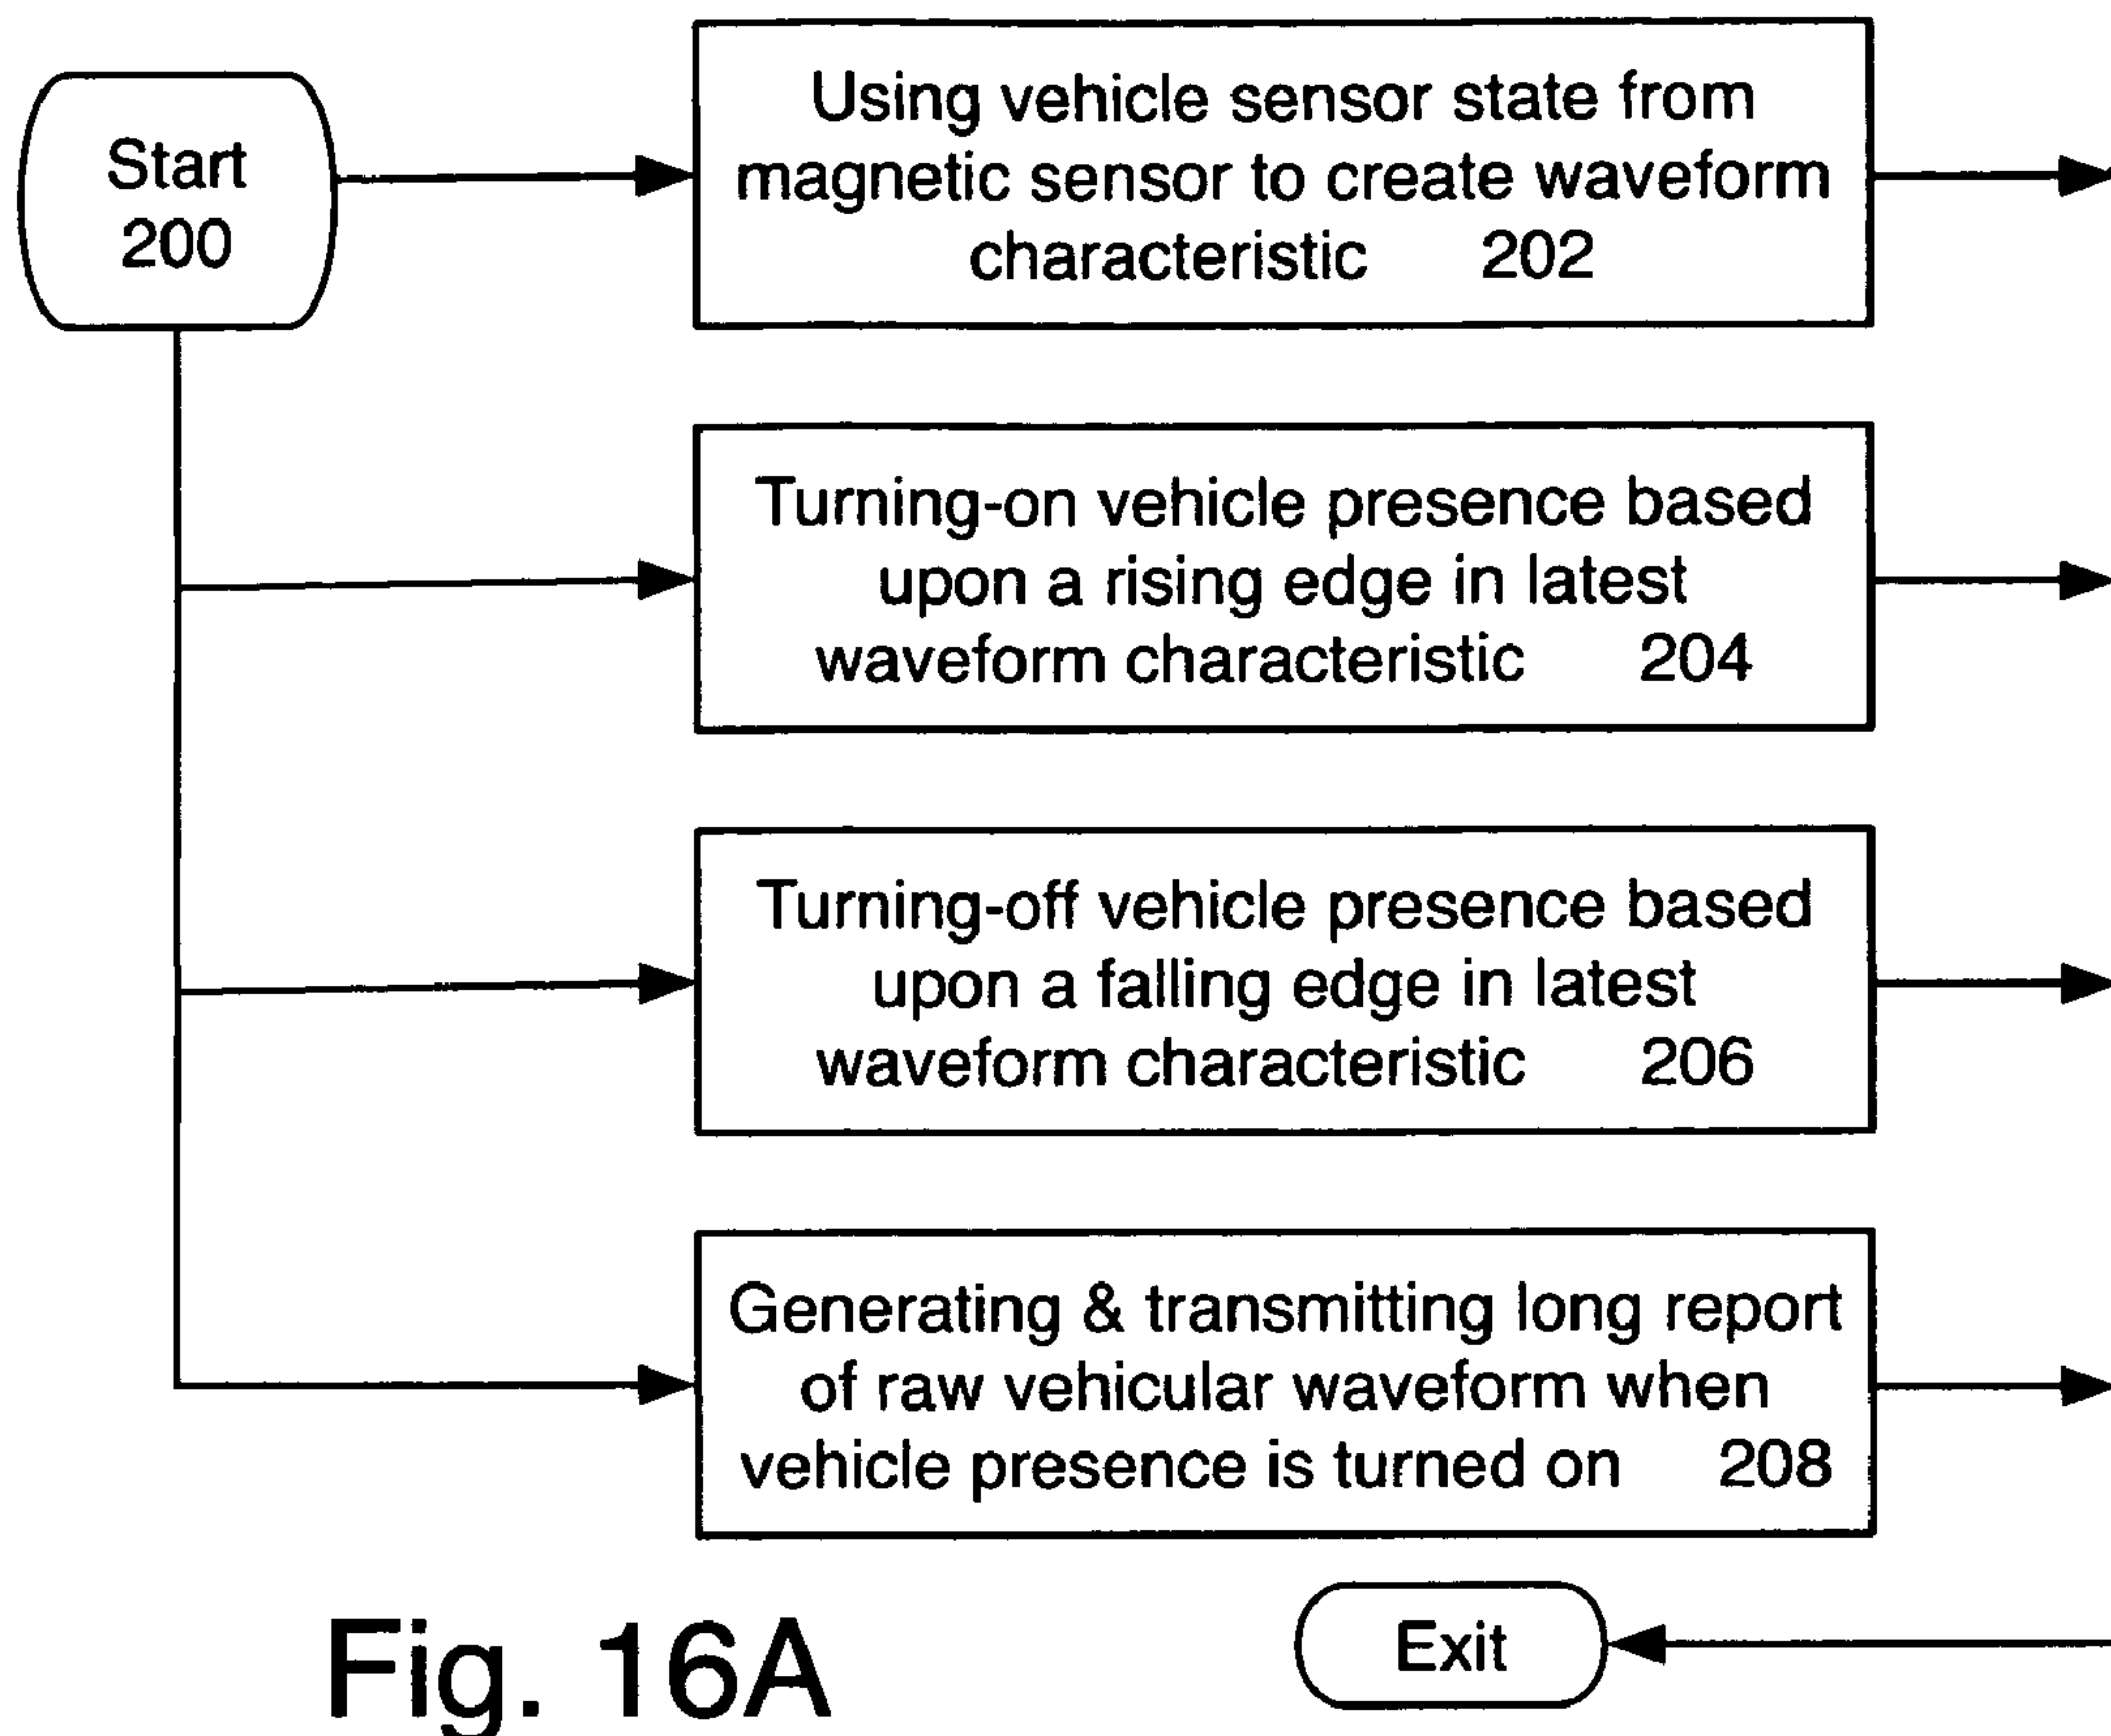 Start
200
Using vehicle sensor state from
magnetic sensor to create waveform
characteristic 202
Turning-on vehicle presence based
upon a rising edge in latest
waveform characteristic 204
Turning-off vehicle presence based
upon a falling edge in latest
waveform characteristic 206
Generating & transmitting long report
of raw vehicular waveform when
vehicle presence is turned on 208
Exit
Fig. 16A